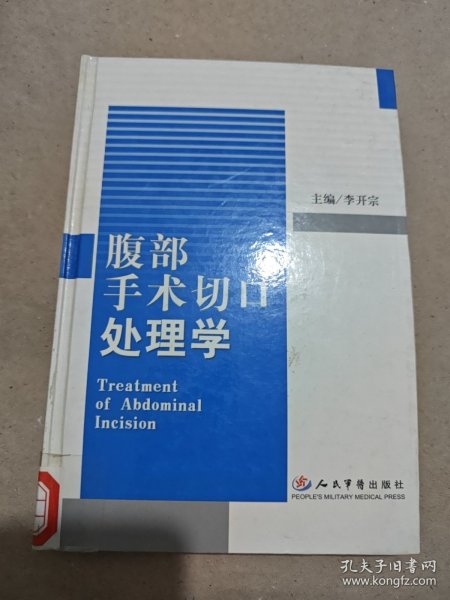 主编/李开宗
腹部
手术切口
处理学
Treatment
of Abdominal
Incision
人民军医出版社
PEOPLE'S MILITARY MEDICAL PRESS
孔夫子旧书网
www.kongfz.com